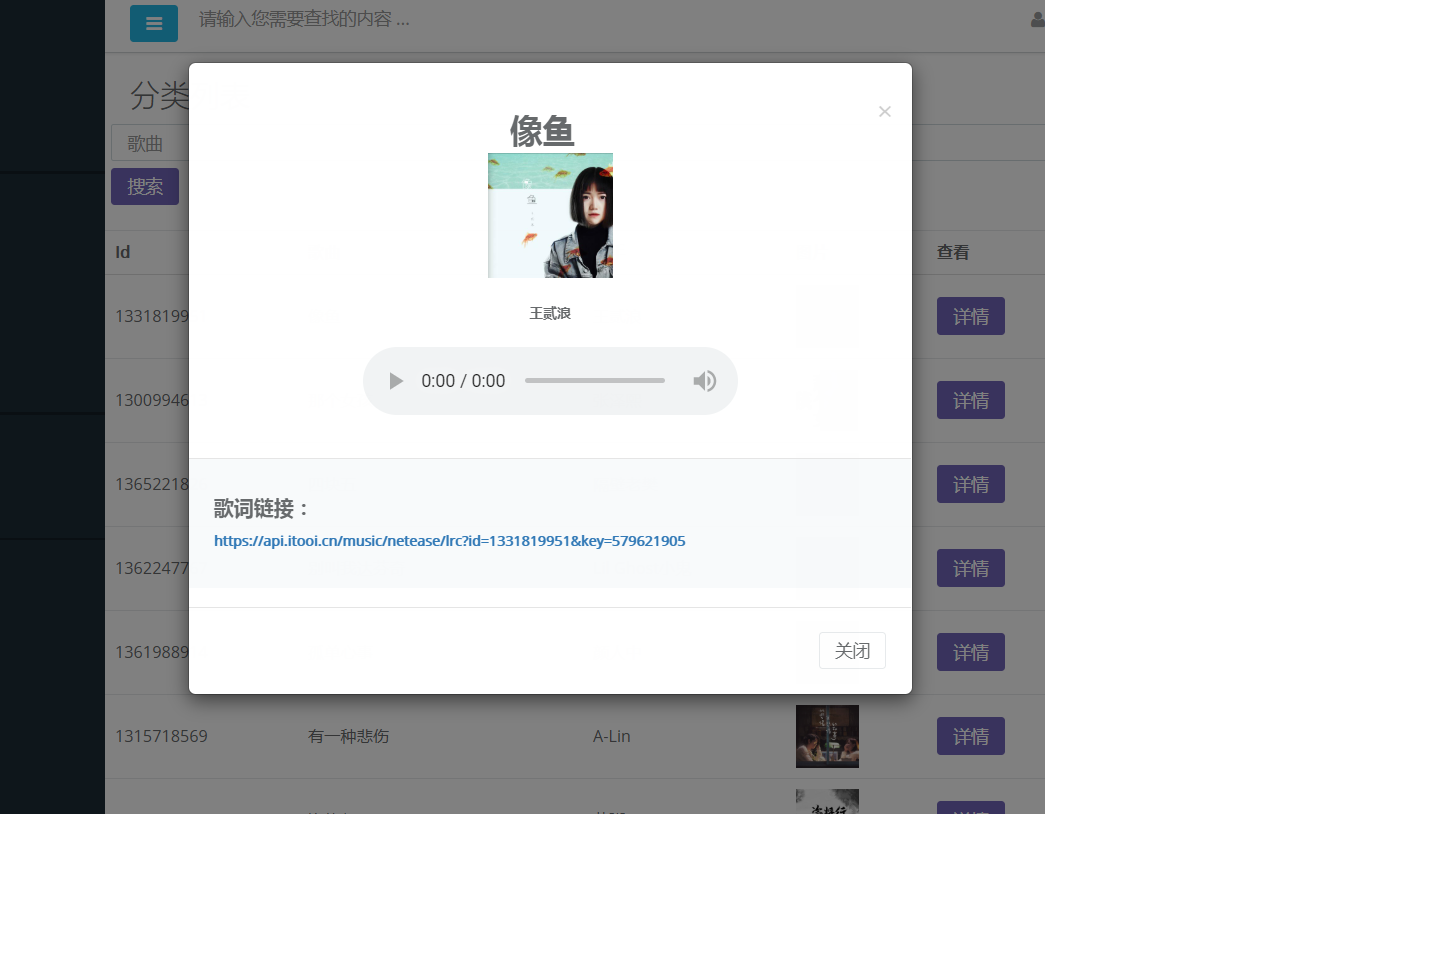 请输入您需要查找的内容 ...
分类
歌曲
搜索
Id
查看
1331819
详情
13009946
详情
13652218
详情
13622477
详情
13619889
详情
1315718569
有一种悲伤
A-Lin
详情
像鱼
×
王贰浪
0:00 / 0:00
歌词链接：
https://api.itooi.cn/music/netease/lrc?id=1331819951&key=579621905
关闭